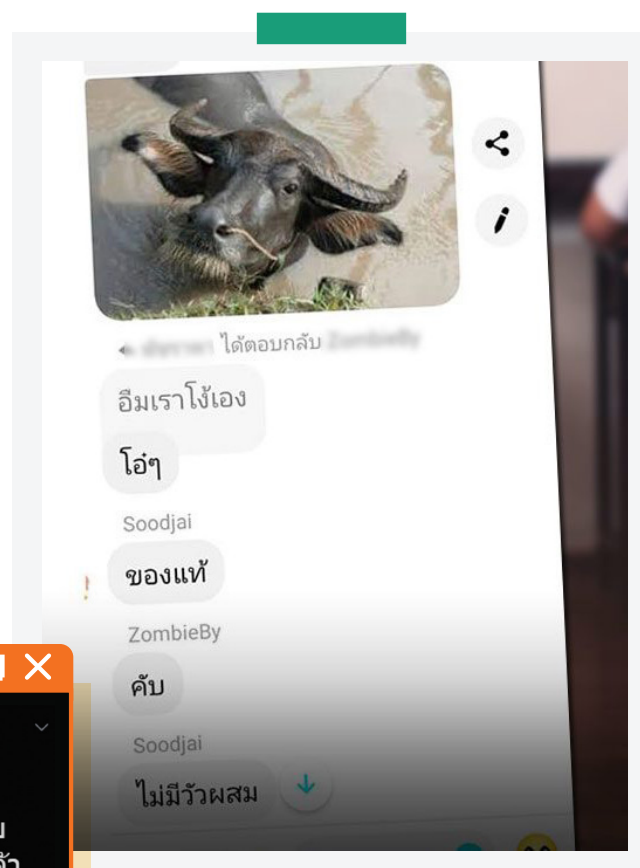 ได้ตอบกลับ
อืมเราโง้เอง
โอ๋ๆ
Soodjai
ของแท้
ZombieBy
คับ
Soodjai
ไม่มีวัวผสม